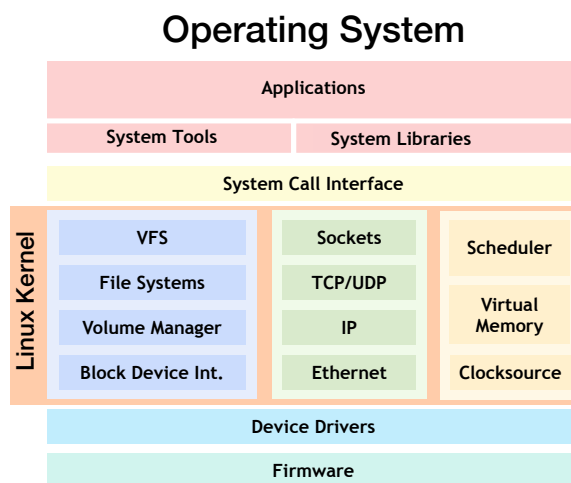 Operating System
Applications
System Tools
System Libraries
System Call Interface
Linux Kernel
VFS
File Systems
Volume Manager
Block Device Int.
Sockets
TCP/UDP
IP
Ethernet
Scheduler
Virtual
Memory
Clocksource
Device Drivers
Firmware